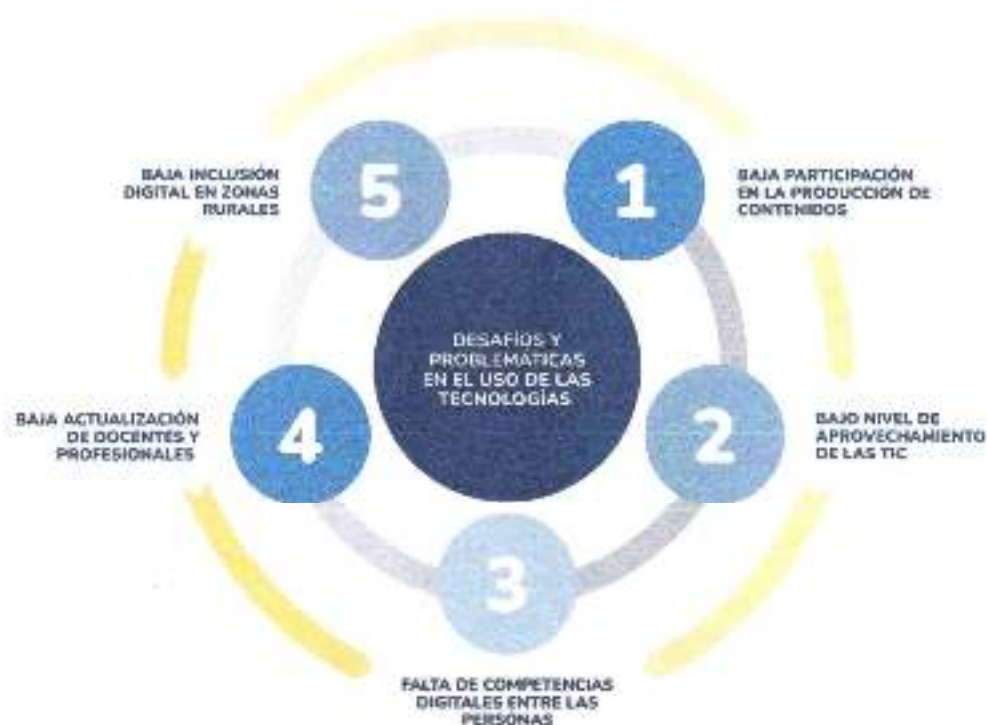 DESAFÍOS Y
PROBLEMÁTICAS
EN EL USO DE LAS
TECNOLOGÍAS
1
BAJA PARTICIPACIÓN
EN LA PRODUCCIÓN DE
CONTENIDOS
2
BAJO NIVEL DE
APROVECHAMIENTO
DE LAS TIC
3
FALTA DE COMPETENCIAS
DIGITALES ENTRE LAS
PERSONAS
4
BAJA ACTUALIZACIÓN
DE DOCENTES Y
PROFESIONALES
5
BAJA INCLUSIÓN
DIGITAL EN ZONAS
RURALES